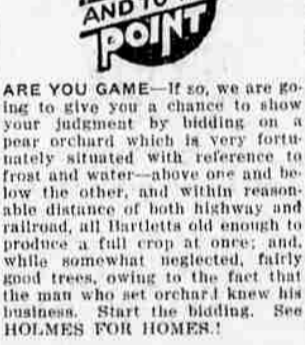 AND TO
POINT
ARE YOU GAME—If so, we are go-
ing to give you a chance to show
your judgment by bidding on a
pear orchard which is very fortu-
nately situated with reference to
frost and water—above one and be-
low the other, and within reason-
able distance of both highway and
railroad, all Bartletts old enough to
produce a full crop at once; and,
while somewhat neglected, fairly
good trees, owing to the fact that
the man who set orchard knew his
business. Start the bidding. See
HOLMES FOR HOMES.!